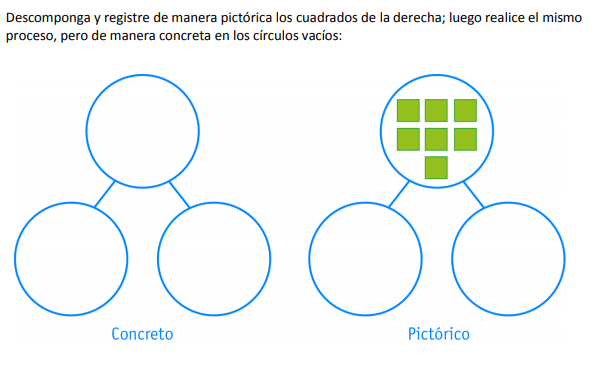 Descomponga y registre de manera pictórica los cuadrados de la derecha; luego realice el mismo
proceso, pero de manera concreta en los círculos vacíos:
Concreto
Pictórico